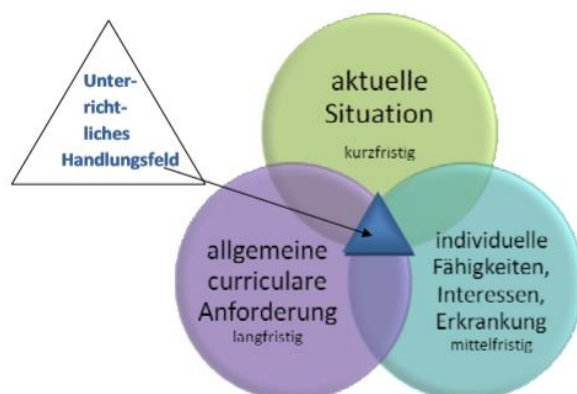 Unter-
richt-
liches
Handlungsfeld
aktuelle
Situation
kurzfristig
allgemeine
curriculare
Anforderung
langfristig
individuelle
Fähigkeiten,
Interessen,
Erkrankung
mittelfristig